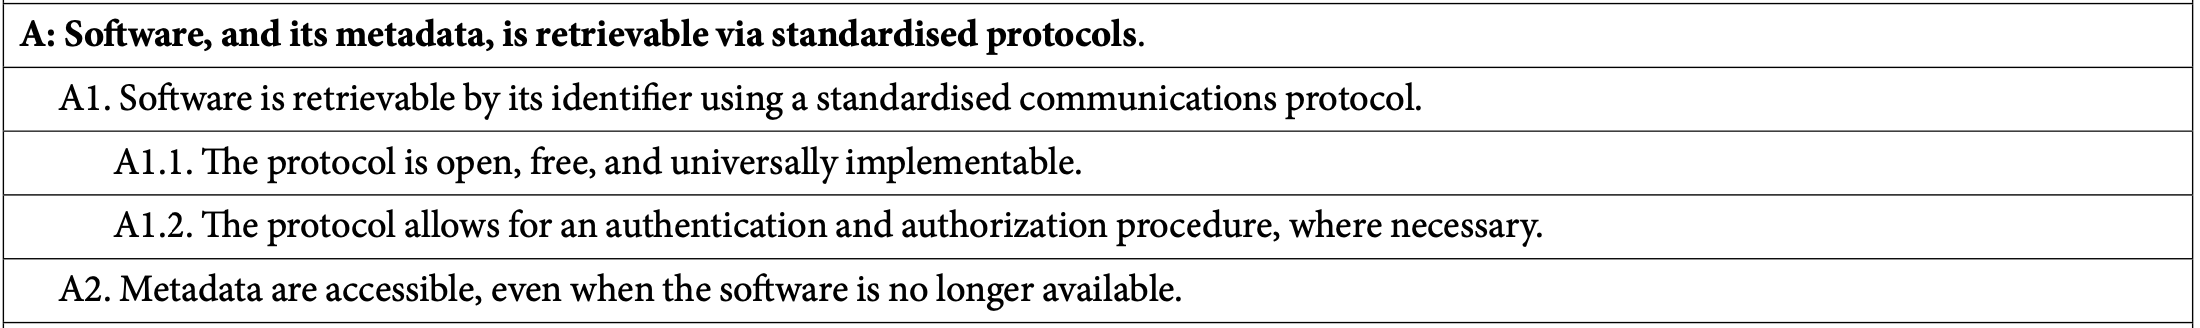 A: Software, and its metadata, is retrievable via standardised protocols.
A1. Software is retrievable by its identifier using a standardised communications protocol.
A1.1. The protocol is open, free, and universally implementable.
A1.2. The protocol allows for an authentication and authorization procedure, where necessary.
A2. Metadata are accessible, even when the software is no longer available.